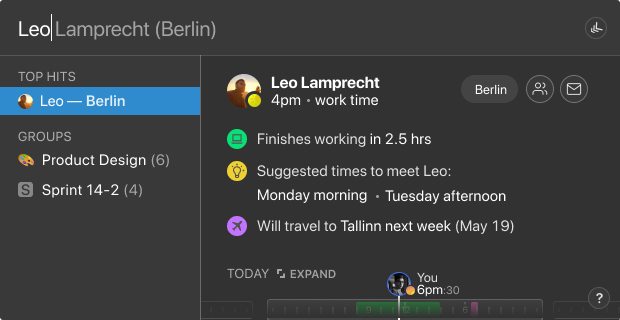 Leo Lamprecht (Berlin)
TOP HITS
Leo — Berlin
GROUPS
Product Design (6)
S Sprint 14-2 (4)
Leo Lamprecht
4pm • work time
Berlin
Finishes working in 2.5 hrs
Suggested times to meet Leo:
Monday morning • Tuesday afternoon
Will travel to Tallinn next week (May 19)
TODAY EXPAND
You
6pm:30
?
9
6